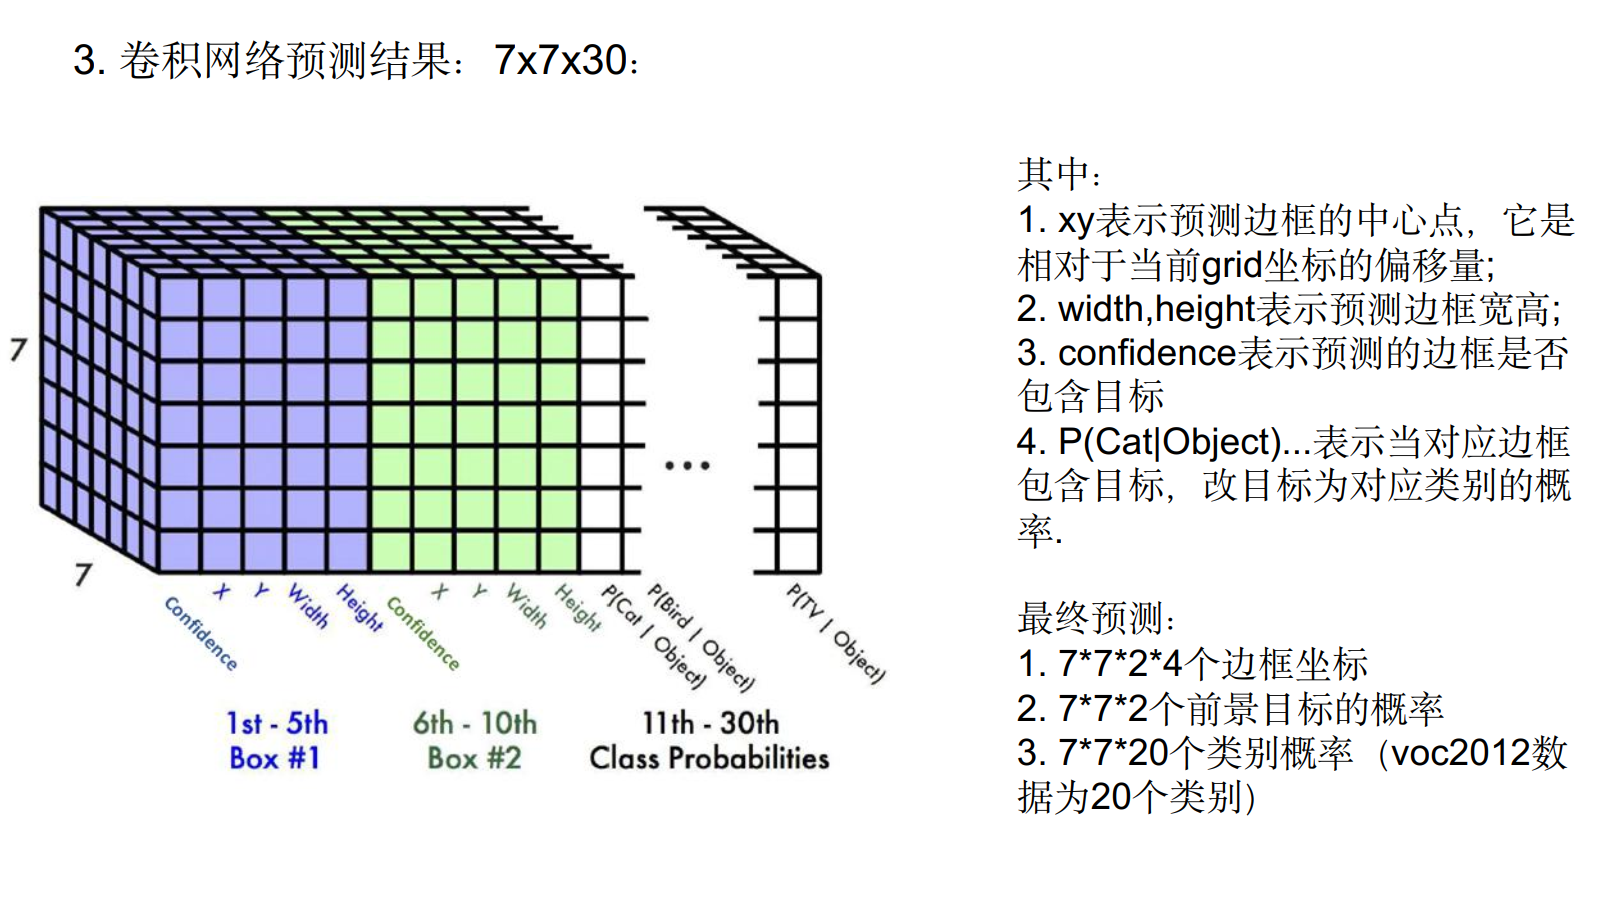 3. 卷积网络预测结果：7x7x30：
7
7
Confidence
X
Y
Width
Height
Confidence
X
Y
Width
Height
P(Cat | Object)
P(Bird | Object)
...
P(TV | Object)
1st - 5th
Box #1
6th - 10th
Box #2
11th - 30th
Class Probabilities
其中：
1. xy表示预测边框的中心点，它是
相对于当前grid坐标的偏移量;
2. width,height表示预测边框宽高;
3. confidence表示预测的边框是否
包含目标
4. P(Cat|Object)...表示当对应边框
包含目标，改目标为对应类别的概
率.
最终预测：
1. 7*7*2*4个边框坐标
2. 7*7*2个前景目标的概率
3. 7*7*20个类别概率（voc2012数
据为20个类别）